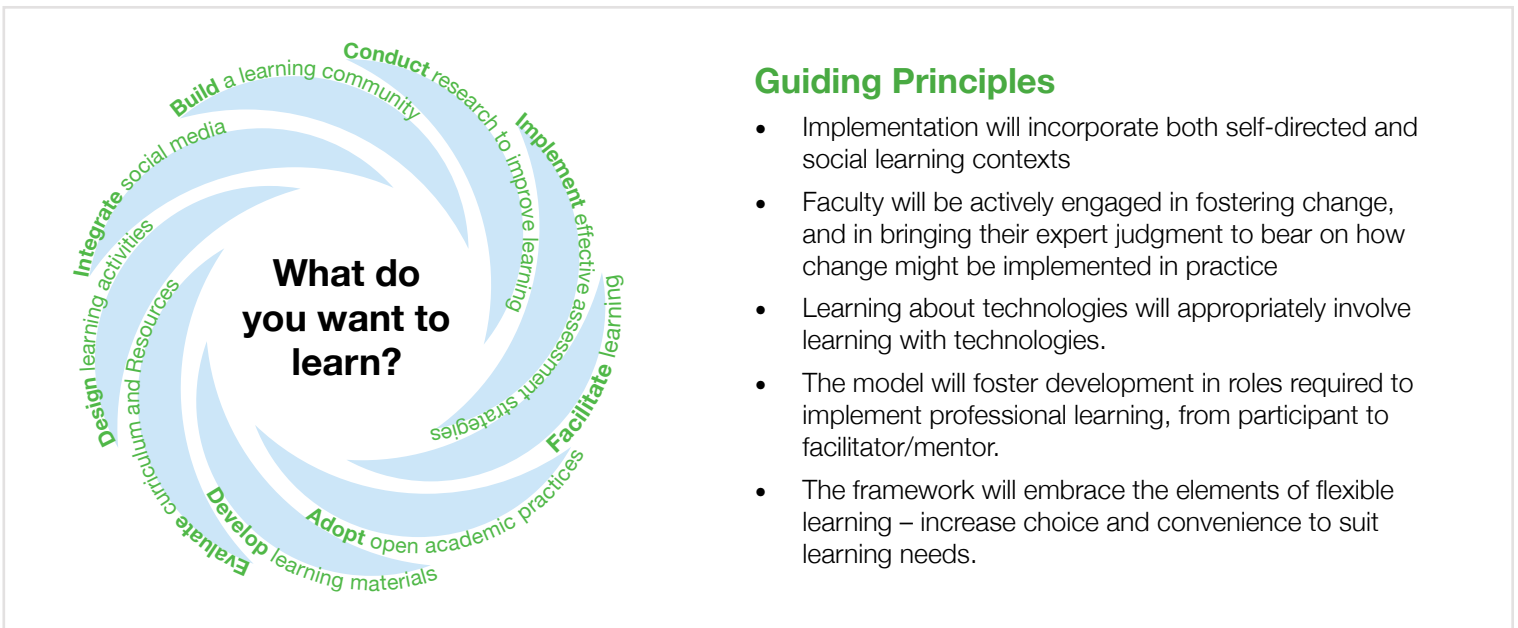 Conduct research to improve learning
Implement effective assessment strategies
Facilitate learning
Adopt open academic practices
Develop learning materials
Evaluate curriculum and Resources
Design learning activities
Integrate social media
Build a learning community
What do
you want to
learn?
Guiding Principles
• Implementation will incorporate both self-directed and
social learning contexts
• Faculty will be actively engaged in fostering change,
and in bringing their expert judgment to bear on how
change might be implemented in practice
• Learning about technologies will appropriately involve
learning with technologies.
• The model will foster development in roles required to
implement professional learning, from participant to
facilitator/mentor.
• The framework will embrace the elements of flexible
learning – increase choice and convenience to suit
learning needs.